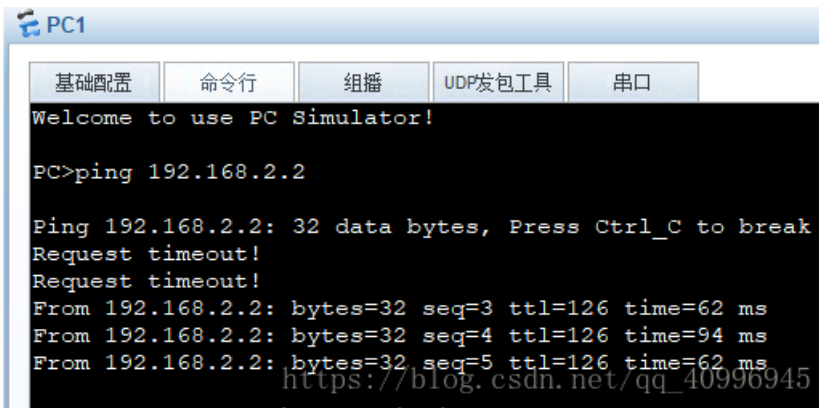 PC1
基础配置 命令行 组播 UDP发包工具 串口
Welcome to use PC Simulator!
PC>ping 192.168.2.2
Ping 192.168.2.2: 32 data bytes, Press Ctrl_C to break
Request timeout!
Request timeout!
From 192.168.2.2: bytes=32 seq=3 ttl=126 time=62 ms
From 192.168.2.2: bytes=32 seq=4 ttl=126 time=94 ms
From 192.168.2.2: bytes=32 seq=5 ttl=126 time=62 ms
https://blog.csdn.net/qq_40996945